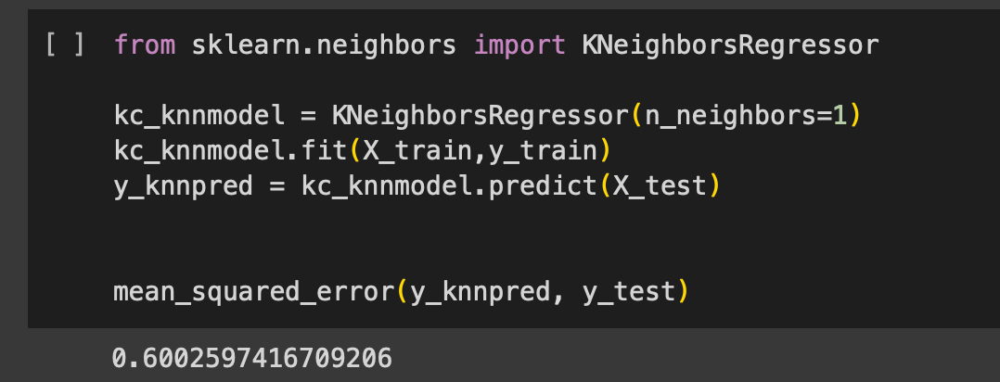 [ ] from sklearn.neighbors import KNeighborsRegressor
kc_knnmodel = KNeighborsRegressor(n_neighbors=1)
kc_knnmodel.fit(X_train,y_train)
y_knnpred = kc_knnmodel.predict(X_test)
mean_squared_error(y_knnpred, y_test)
0.6002597416709206